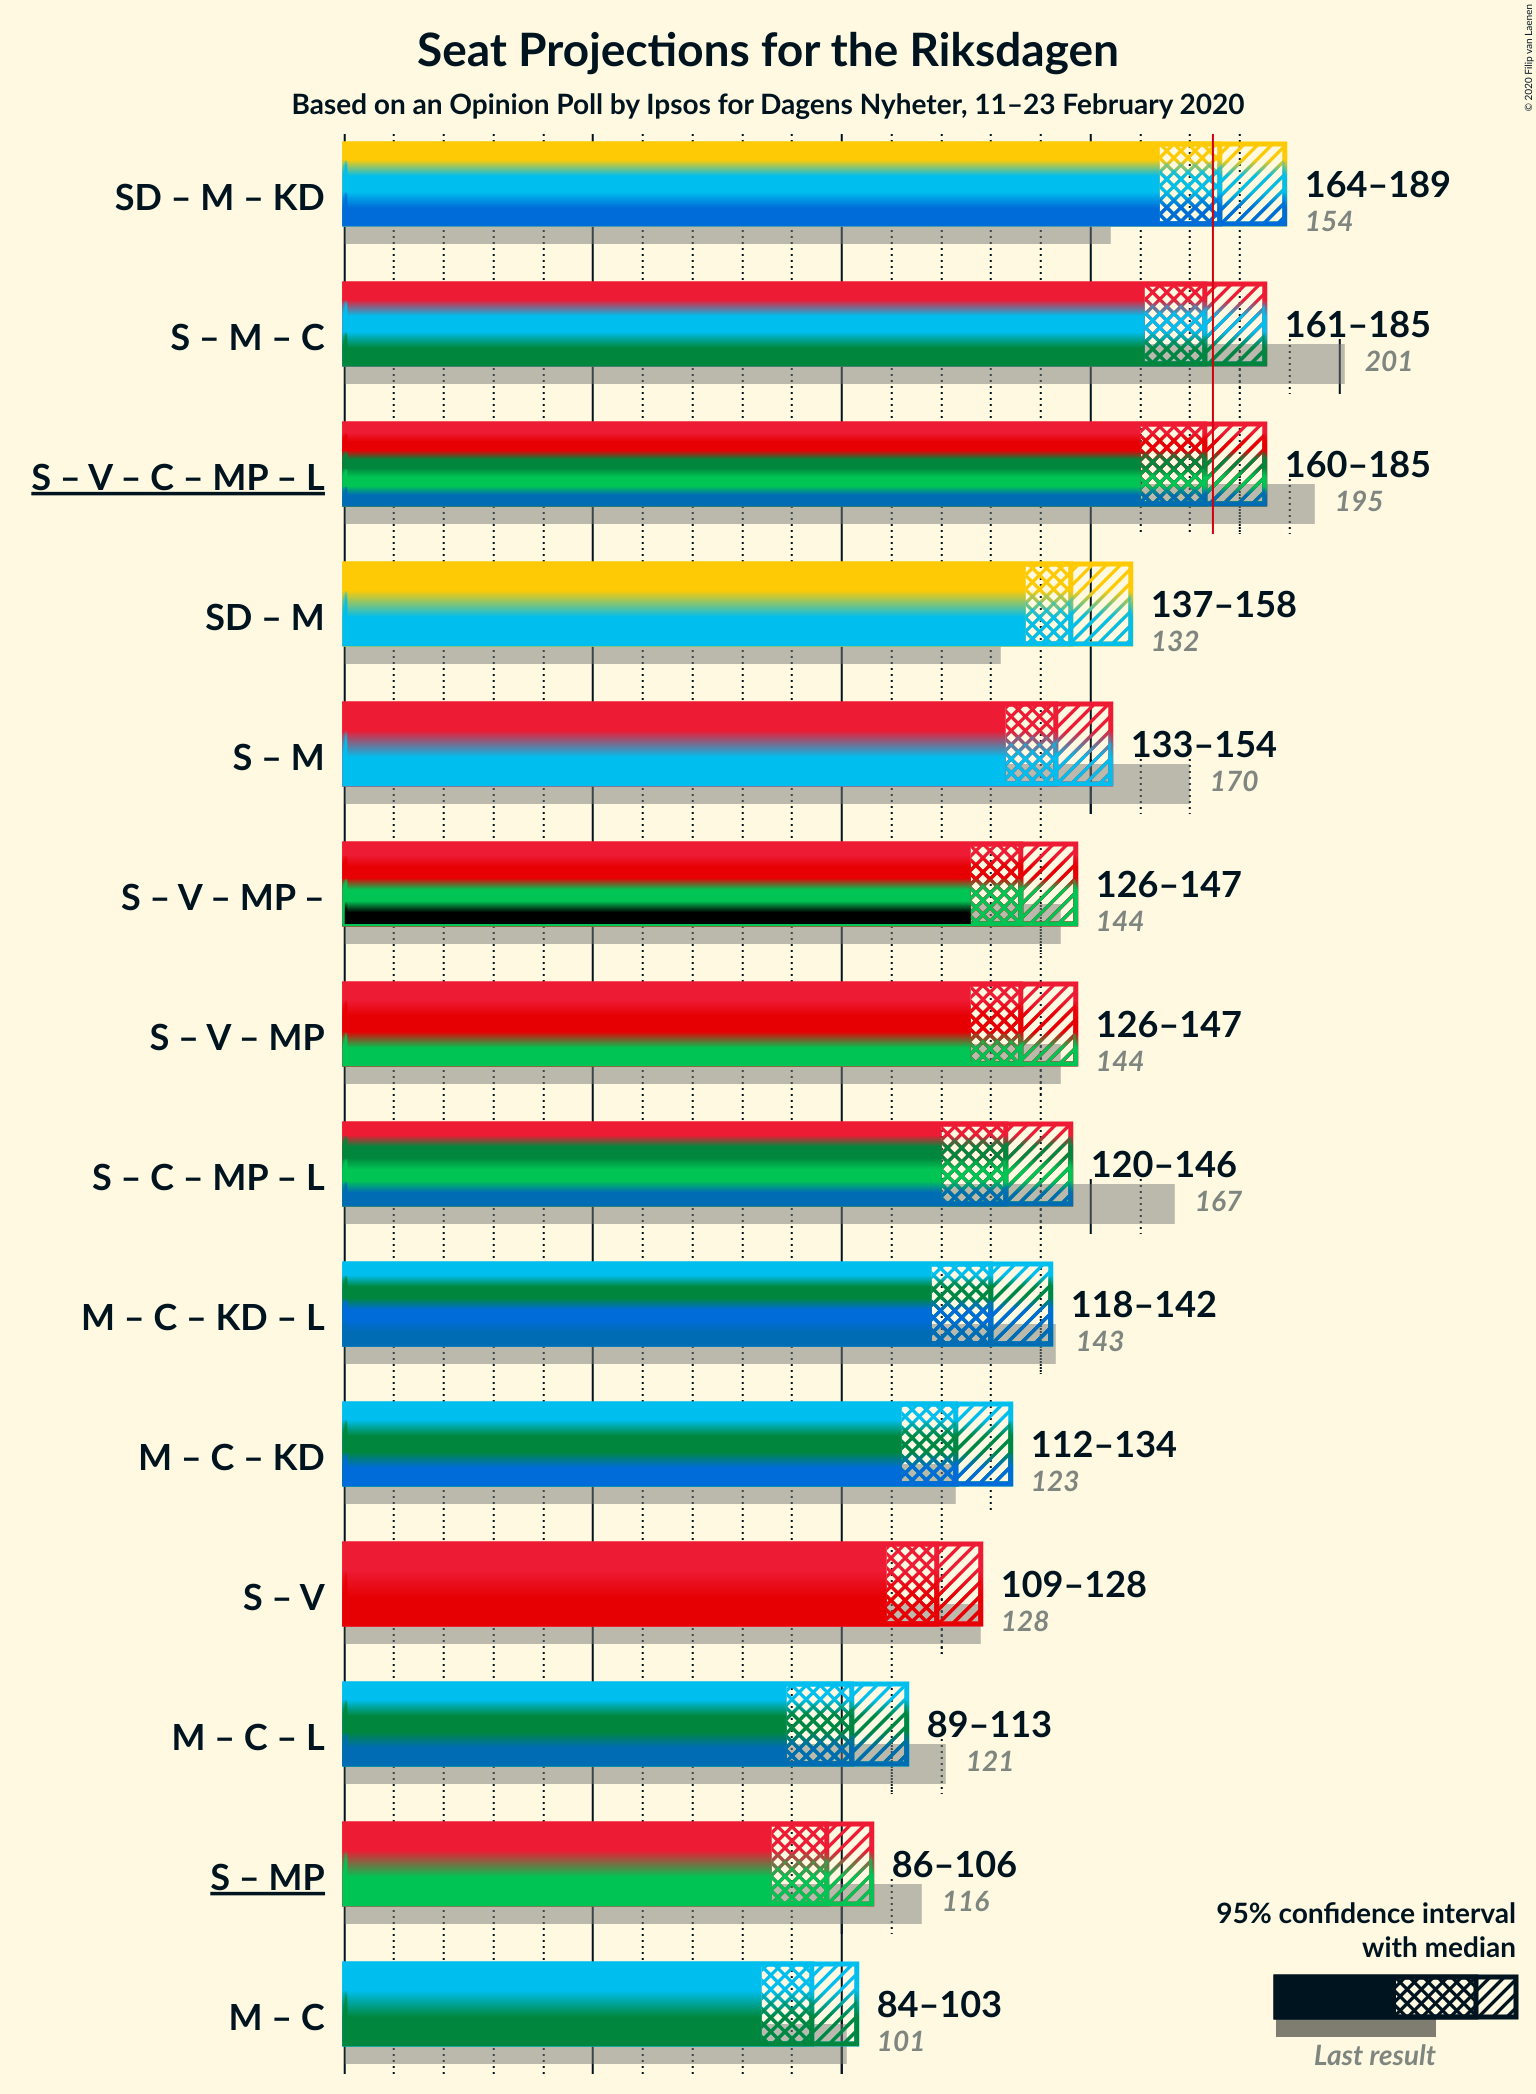 © 2020 Filip van Laenen
Seat Projections for the Riksdagen
Based on an Opinion Poll by Ipsos for Dagens Nyheter, 11–23 February 2020
SD – M – KD
164–189
154
S – M – C
161–185
201
S – V – C – MP – L
160–185
195
SD – M
137–158
132
S – M
133–154
170
S – V – MP –
126–147
144
S – V – MP
126–147
144
S – C – MP – L
120–146
167
M – C – KD – L
118–142
143
M – C – KD
112–134
123
S – V
109–128
128
M – C – L
89–113
121
S – MP
86–106
116
M – C
84–103
101
95% confidence interval
with median
Last result